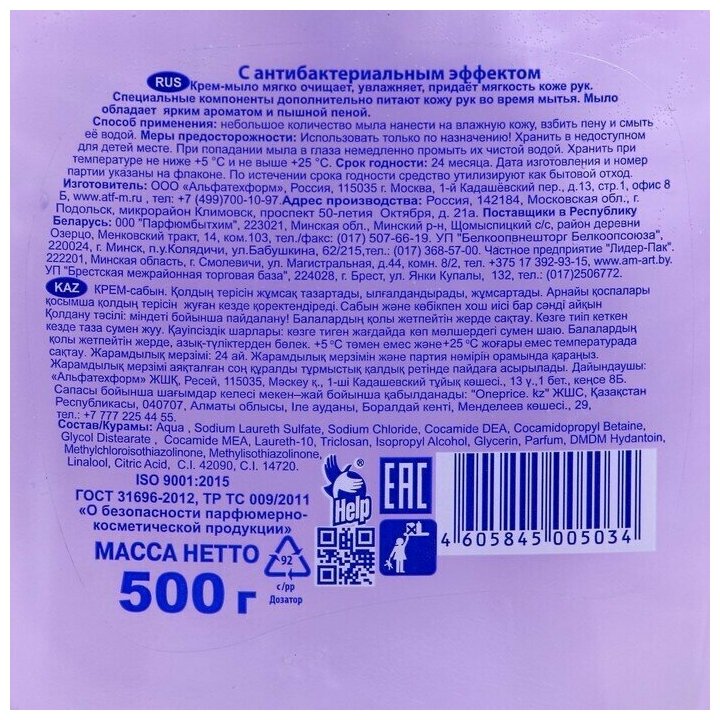 С антибактериальным эффектом
RUS Крем-мыло мягко очищает, увлажняет, придает мягкость коже рук.
Специальные компоненты дополнительно питают кожу рук во время мытья. Мыло
обладает ярким ароматом и пышной пеной.
Способ применения: небольшое количество мыла нанести на влажную кожу, взбить пену и смыть
её водой. Меры предосторожности: Использовать только по назначению! Хранить в недоступном
для детей месте. При попадании мыла в глаза немедленно промыть их чистой водой. Хранить при
температуре не ниже +5 °С и не выше +25 °С. Срок годности: 24 месяца. Дата изготовления и номер
партии указаны на флаконе. По истечении срока годности средство утилизируют как бытовой отход.
Изготовитель: ООО «Альфатехформ», Россия, 115035 г. Москва, 1-й Кадашёвский пер., д.13, стр.1, офис 8
Б, www.atf-m.ru , тел: +7 (499)700-10-97. Адрес производства: Россия, 142184, Московская обл., г.
Подольск, микрорайон Климовск, проспект 50-летия Октября, д. 21а. Поставщики в Республику
Беларусь: 000 "Парфюмбытхим", 223021, Минская обл., Минский р-н, Щомыслицкий с/с, район деревни
Озерцо, Менковский тракт, 14, ком.103, тел./факс: (017) 507-66-19. УП "Белкоопвнешторг Белкоопсоюза",
220024, г. Минск, п/у.Колядичи, ул.Бабушкина, 62/215,тел.: (017) 368-57-00. Частное предприятие "Лидер-Пак".
222201, Минская область, г. Смолевичи, ул. Магистральная, д.44, ком.2/1, тел. +375 17 392-93-15, www.am-art.by.
УП "Брестская межрайонная торговая база", 224028, г. Брест, ул. Янки Купалы, 132, тел.: (017)2506772.
KAZ КРЕМ-сабын. Қолдың терісін жұмсақ тазартады, ылғалдандырады, жұмсартады. Арнайы қоспалары
қосымша қолдың терісін жуған кезде қоректендіреді. Сабын және көбікпен хош иісі бар сәнді айқын
Қолдану тәсілі: міндеті бойынша пайдалану! Балалардың қолы жетпейтін жерде сақтау. Көзге тиіп кеткен
кезде таза сумен жуу. Қауіпсіздік шарлары: көзге тиген жағдайда көп мөлшердегі сумен шаю. Балалардың
қолы жетпейтін жерде, азық-түліктерден бөлек. +5 °С төмен емес және+25 °С жоғары емес температурада
сақтау. Жарамдылық мерзімі: 24 ай. Жарамдылық мерзімін және партия нөмірін орамында қараңыз.
Жарамдылық мерзімі аяқталған соң құралды тұрмыстық қалдық ретінде пайдаға асырылады. Дайындаушы:
«Альфатехформ» ЖШҚ, Ресей, 115035, Мәскеу қ., 1-ші Кадашевский тұйық көшесі., 13 ү.,1 бет., кеңсе 8Б.
Сапасы бойынша шағымдар келесі мекен–жай бойынша қабылданады: "Oneprice. kz" ЖШС, Қазақстан
Республикасы, 040707, Алматы облысы, Іле ауданы, Боралдай кенті, Менделеев көшесі., 29,
тел.: +7 777 225 44 55.
Состав/Курамы: Aqua , Sodium Laureth Sulfate, Sodium Chloride, Cocamide DEA, Cocamidopropyl Betaine,
Glycol Distearate , Cocamide MEA, Laureth-10, Triclosan, Isopropyl Alcohol, Glycerin, Parfum, DMDM Hydantoin,
Methylchloroisothiazolinone, Methylisothiazolinone,
Linalool, Citric Acid, C.I. 42090, C.I. 14720.
ISO 9001:2015
ГОСТ 31696-2012, ТР ТС 009/2011
«О безопасности парфюмерно-
косметической продукции»
МАССА НЕТТО
500 г
92
с/pp
Дозатор
Help ®
EAC
4 605845 005034